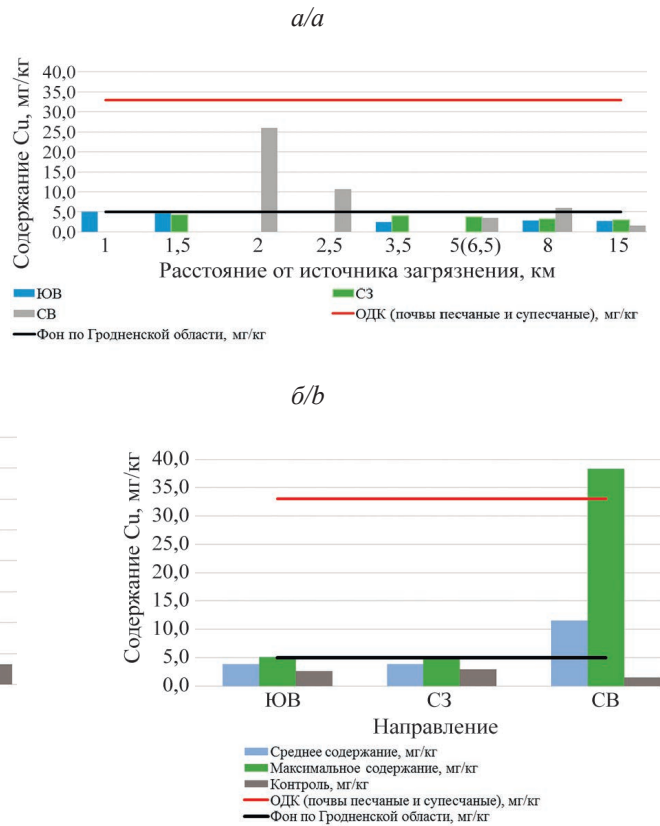 а/a
Содержание Cu, мг/кг
40,0
35,0
30,0
25,0
20,0
15,0
10,0
5,0
0,0
1 1,5 2 2,5 3,5 5(6,5) 8 15
Расстояние от источника загрязнения, км
ЮВ СЗ
СВ ОДК (почвы песчаные и супесчаные), мг/кг
Фон по Гродненской области, мг/кг
б/b
Содержание Cu, мг/кг
40,0
35,0
30,0
25,0
20,0
15,0
10,0
5,0
0,0
ЮВ СЗ СВ
Направление
Среднее содержание, мг/кг
Максимальное содержание, мг/кг
Контроль, мг/кг
ОДК (почвы песчаные и супесчаные), мг/кг
Фон по Гродненской области, мг/кг